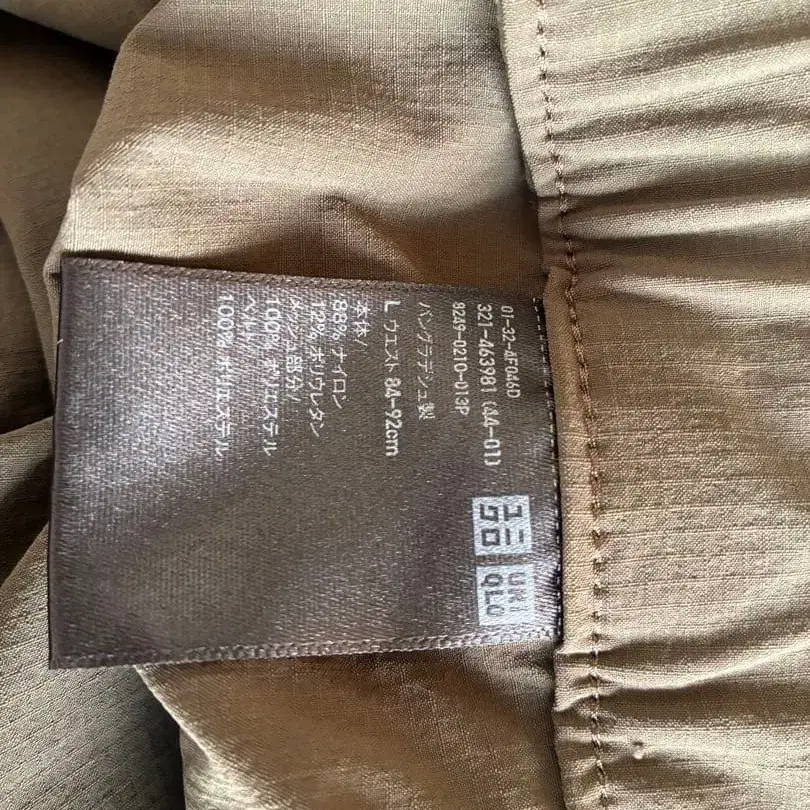 ユニ
クロ
UNI
QLO
01-32-4F046D
321-463981 (44-01)
8249-0210-013P
バングラデシュ製
L ウエスト 84-92cm
本体/
88% ナイロン
12% ポリウレタン
メッシュ部分/
100% ポリエステル
ベルト/
100% ポリエステル